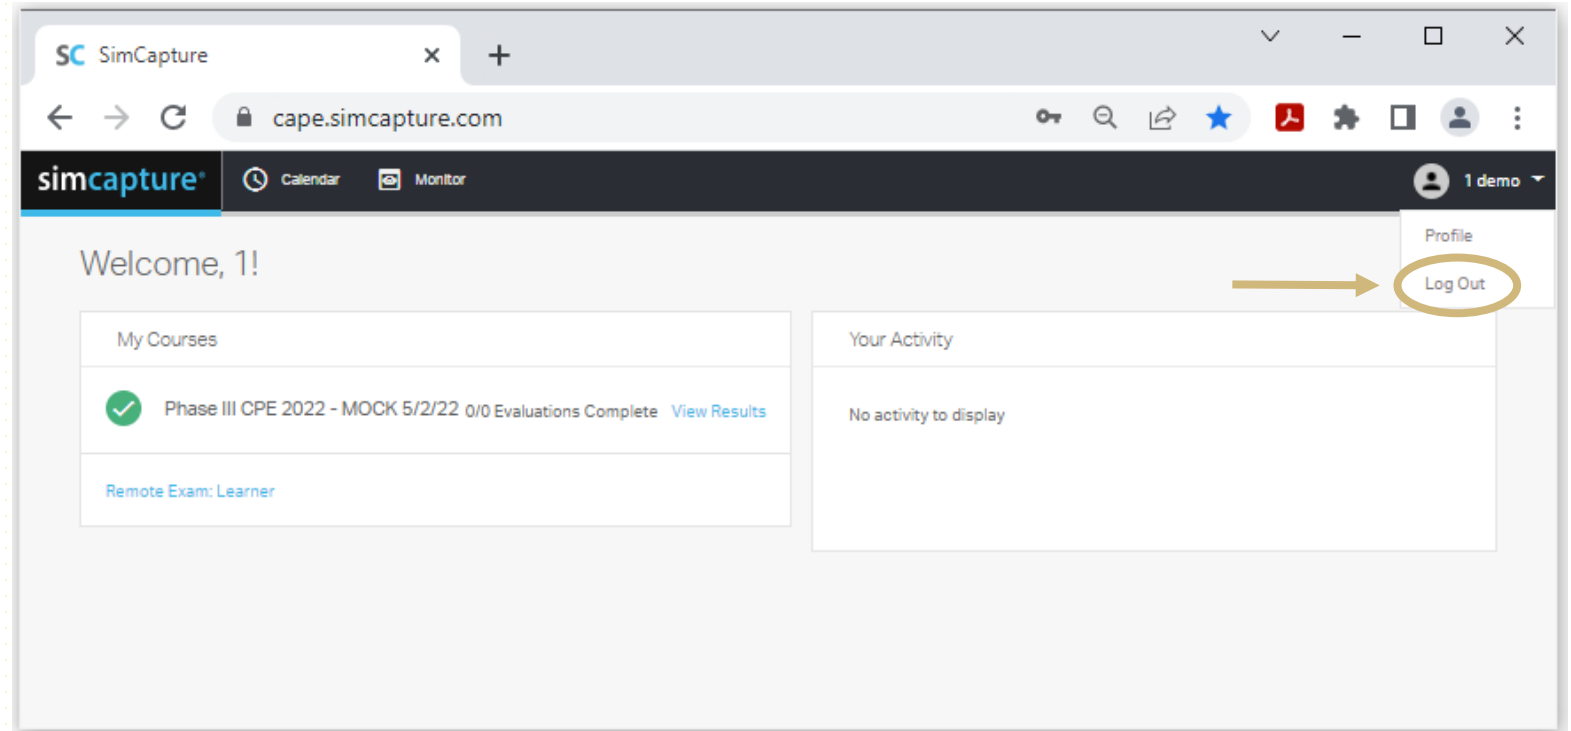 SC SimCapture
cape.simcapture.com
simcapture® Calendar Monitor 1 demo
Profile
Log Out
Welcome, 1!
My Courses
Phase III CPE 2022 - MOCK 5/2/22 0/0 Evaluations Complete View Results
Remote Exam: Learner
Your Activity
No activity to display